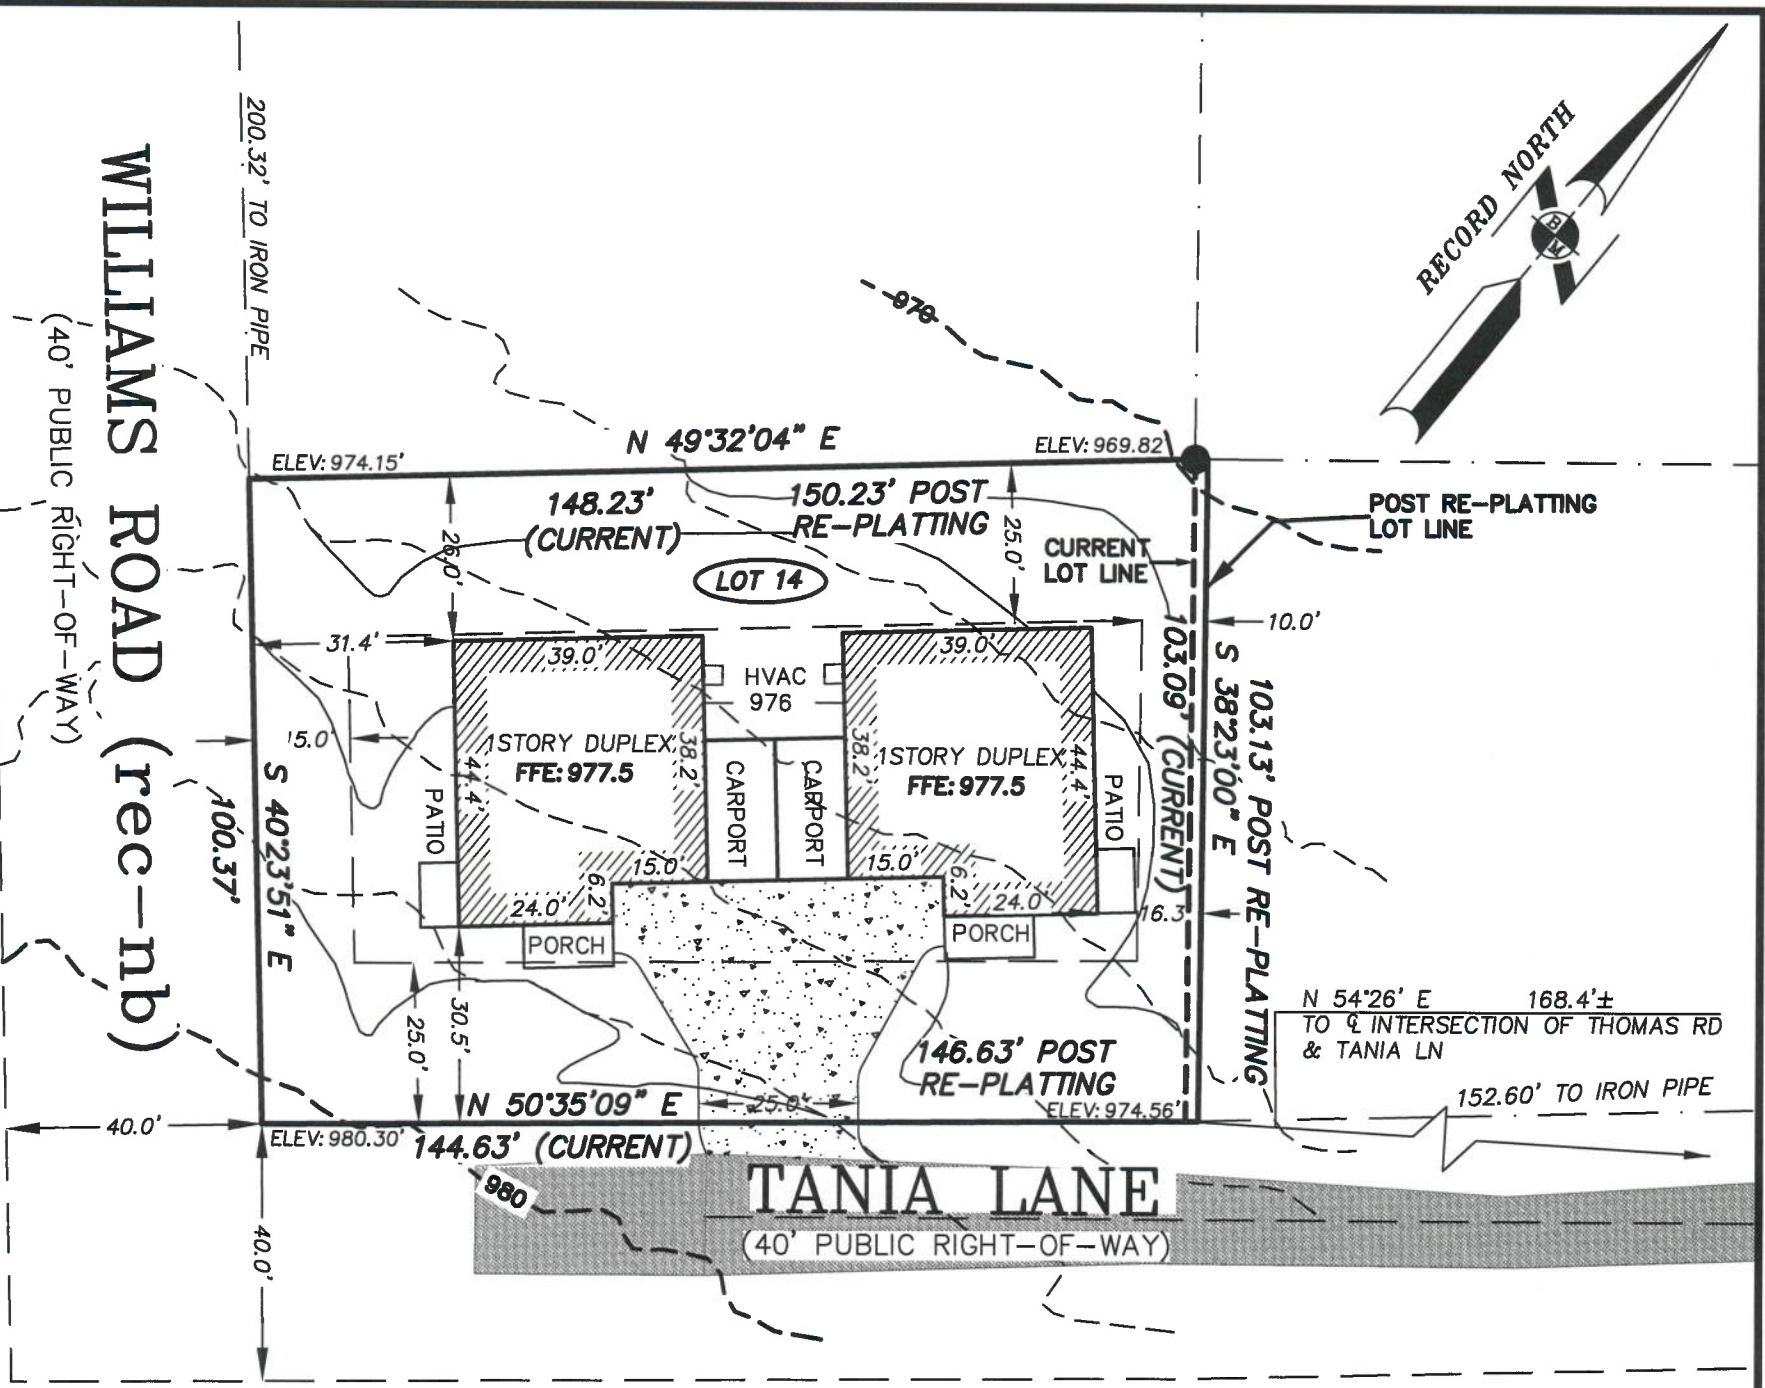 RECORD NORTH
B
M
200.32' TO IRON PIPE
WILLIAMS ROAD (rec-nb)
(40' PUBLIC RIGHT-OF-WAY)
970
N 49°32'04" E
ELEV: 974.15'
ELEV: 969.82'
148.23'
(CURRENT)
150.23' POST
RE-PLATTING
POST RE-PLATTING
LOT LINE
CURRENT
LOT LINE
26.0'
25.0'
LOT 14
10.0'
31.4'
39.0'
39.0'
HVAC
976
15.0'
1STORY DUPLEX
FFE: 977.5
1STORY DUPLEX
FFE: 977.5
44.4'
38.2'
38.2'
44.4'
CARPORT
CARPORT
PATIO
PATIO
103.09' (CURRENT)
S 38°23'00" E
103.13' POST RE-PLATTING
S 40°23'51" E
100.37'
15.0'
15.0'
6.2'
6.2'
24.0'
24.0'
16.3'
PORCH
PORCH
30.5'
25.0'
N 54°26' E 168.4'±
TO ℄ INTERSECTION OF THOMAS RD
& TANIA LN
146.63' POST
RE-PLATTING
152.60' TO IRON PIPE
N 50°35'09" E
25.0'
ELEV: 974.56'
40.0'
ELEV: 980.30'
144.63' (CURRENT)
980
TANIA LANE
(40' PUBLIC RIGHT-OF-WAY)
40.0'